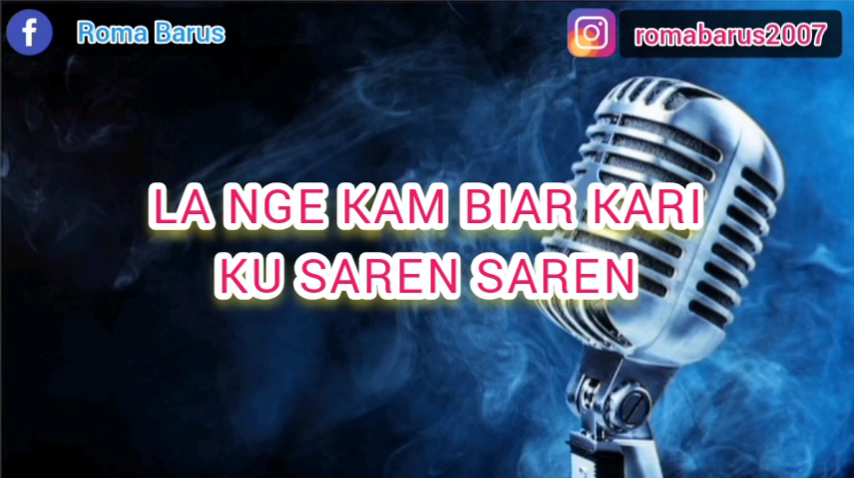 Roma Barus
romabarus2007
LA NGE KAM BIAR KARI
KU SAREN SAREN